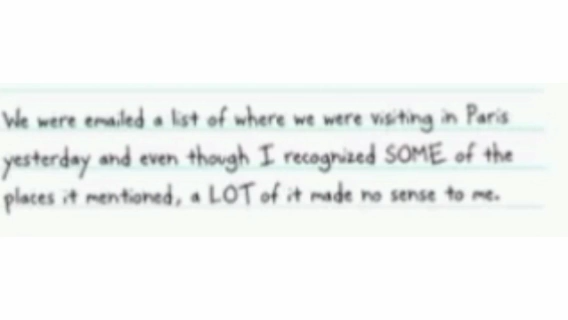 We were emailed a list of where we were visiting in Paris
yesterday and even though I recognized SOME of the
places it mentioned, a LOT of it made no sense to me.